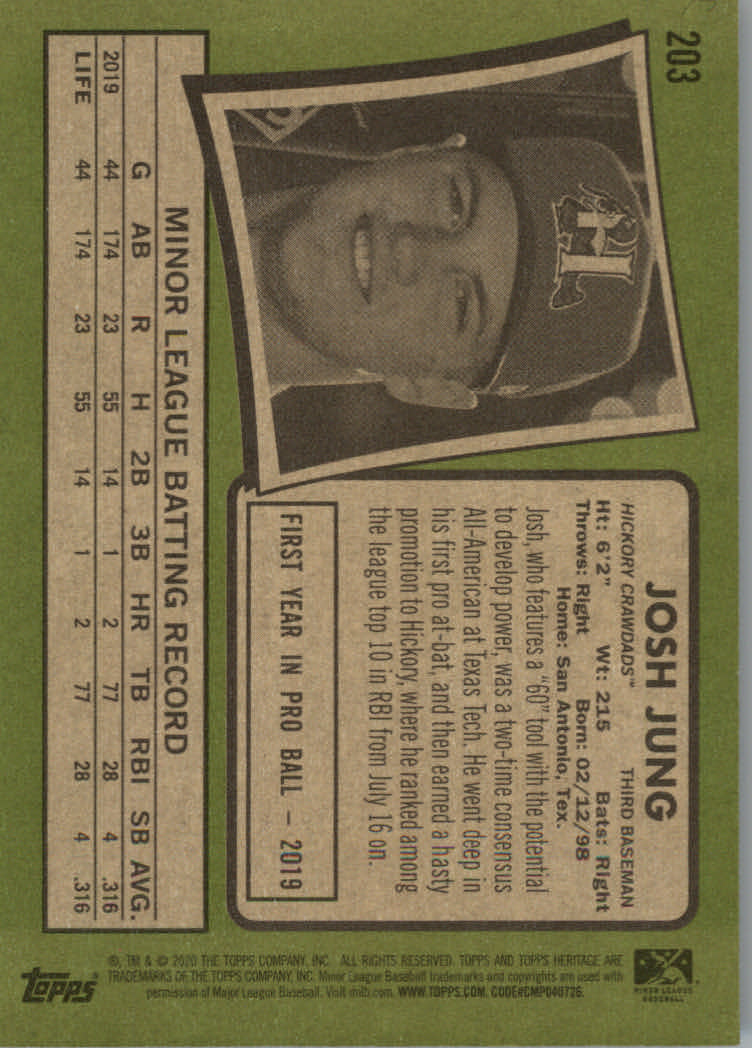 203
JOSH JUNG
HICKORY CRAWDADS™ THIRD BASEMAN
Ht: 6'2" Wt: 215 Bats: Right
Throws: Right Born: 02/12/98
Home: San Antonio, Tex.
Josh, who features a "60" tool with the potential
to develop power, was a two-time consensus
All-American at Texas Tech. He went deep in
his first pro at-bat, and then earned a hasty
promotion to Hickory, where he ranked among
the league top 10 in RBI from July 16 on.
FIRST YEAR IN PRO BALL – 2019
H
MINOR LEAGUE BATTING RECORD
G AB R H 2B 3B HR TB RBI SB AVG.
2019 44 174 23 55 14 1 2 77 28 4 .316
LIFE 44 174 23 55 14 1 2 77 28 4 .316
MINOR LEAGUE
BASEBALL
®, TM & © 2020 THE TOPPS COMPANY, INC. ALL RIGHTS RESERVED. TOPPS AND TOPPS HERITAGE ARE
TRADEMARKS OF THE TOPPS COMPANY, INC. Minor League Baseball trademarks and copyrights are used with
permission of Major League Baseball. Visit milb.com. WWW.TOPPS.COM. CODE#CMP040726.
topps®